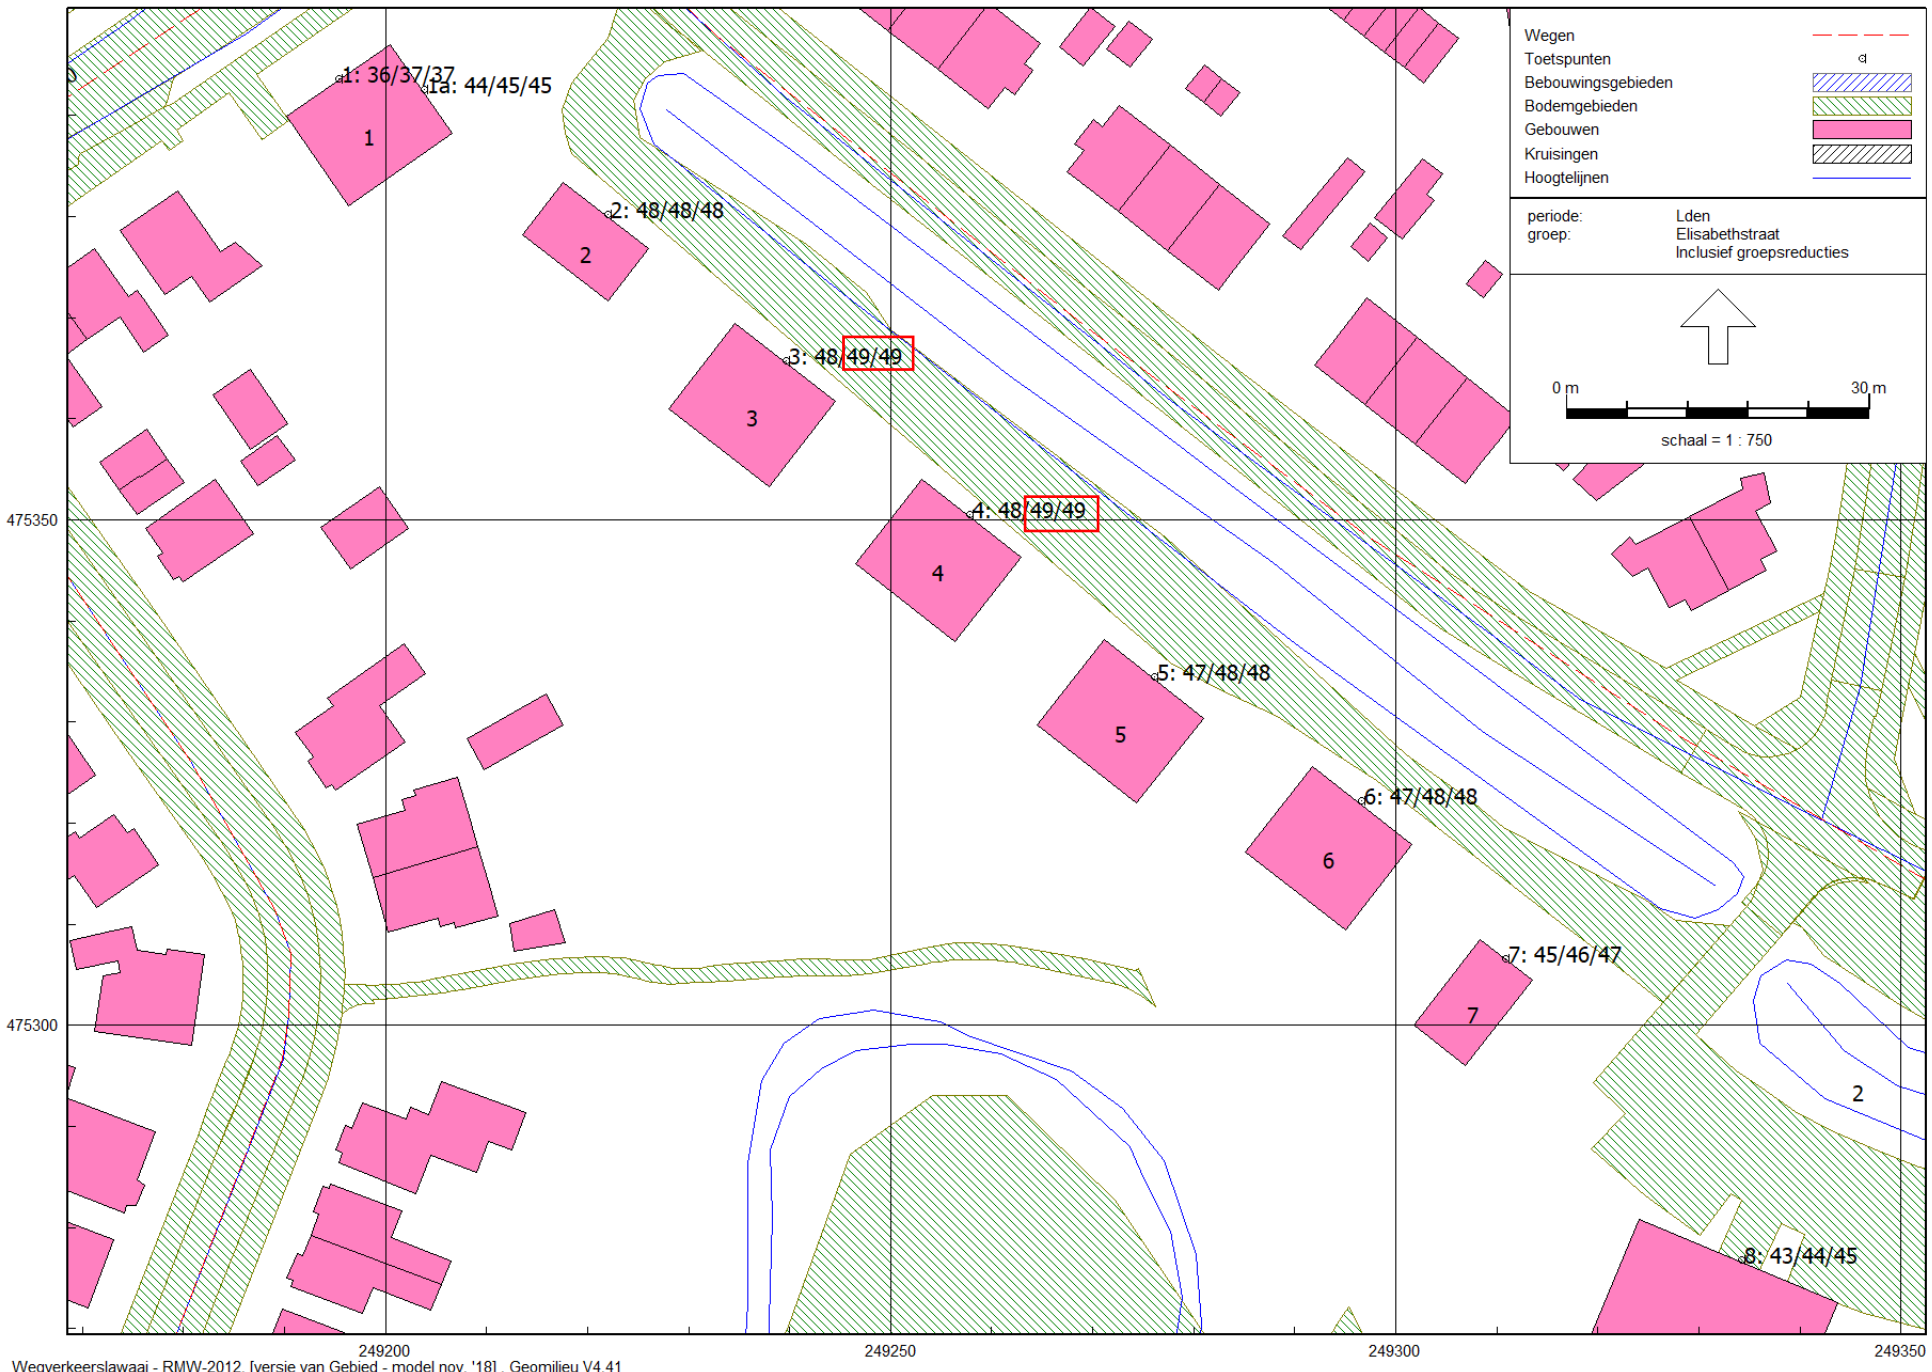 Wegen
Toetspunten
Bebouwingsgebieden
Bodemgebieden
Gebouwen
Kruisingen
Hoogtelijnen
periode: Lden
groep: Elisabethstraat
Inclusief groepsreducties
0 m 30 m
schaal = 1 : 750
1: 36/37/37
1a: 44/45/45
1
2: 48/48/48
2
3: 48/49/49
3
4: 48/49/49
475350
4
5: 47/48/48
5
6: 47/48/48
6
7: 45/46/47
7
475300
2
8: 43/44/45
249200 249250 249300 249350
Wegverkeerslawaai - RMW-2012, [versie van Gebied - model nov. '18] , Geomilieu V4.41